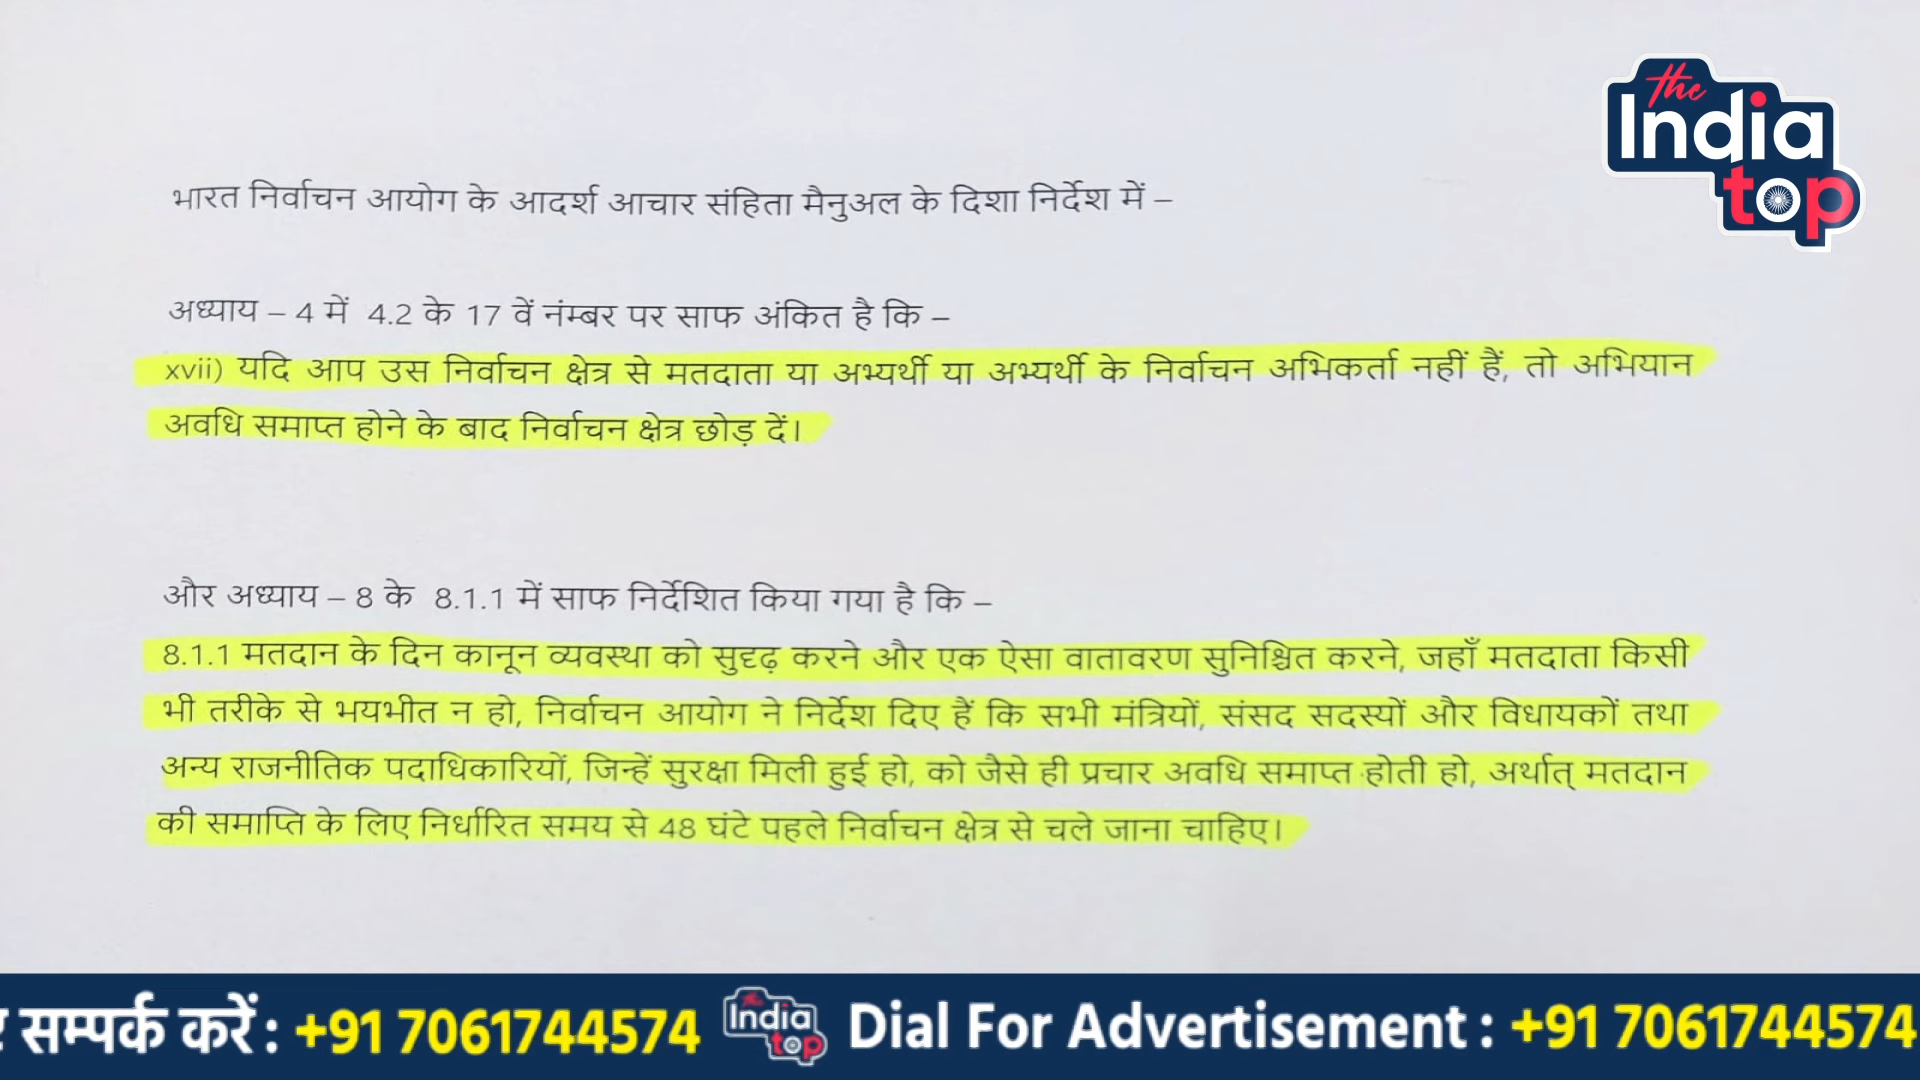 the
India
top
भारत निर्वाचन आयोग के आदर्श आचार संहिता मैनुअल के दिशा निर्देश में –
अध्याय – 4 में 4.2 के 17 वें नंम्बर पर साफ अंकित है कि –
xvii) यदि आप उस निर्वाचन क्षेत्र से मतदाता या अभ्यर्थी या अभ्यर्थी के निर्वाचन अभिकर्ता नहीं हैं, तो अभियान
अवधि समाप्त होने के बाद निर्वाचन क्षेत्र छोड़ दें।
और अध्याय – 8 के 8.1.1 में साफ निर्देशित किया गया है कि –
8.1.1 मतदान के दिन कानून व्यवस्था को सुदृढ़ करने और एक ऐसा वातावरण सुनिश्चित करने, जहाँ मतदाता किसी
भी तरीके से भयभीत न हो, निर्वाचन आयोग ने निर्देश दिए हैं कि सभी मंत्रियों, संसद सदस्यों और विधायकों तथा
अन्य राजनीतिक पदाधिकारियों, जिन्हें सुरक्षा मिली हुई हो, को जैसे ही प्रचार अवधि समाप्त होती हो, अर्थात् मतदान
की समाप्ति के लिए निर्धारित समय से 48 घंटे पहले निर्वाचन क्षेत्र से चले जाना चाहिए।
सम्पर्क करें : +91 7061744574 the India top Dial For Advertisement : +91 7061744574